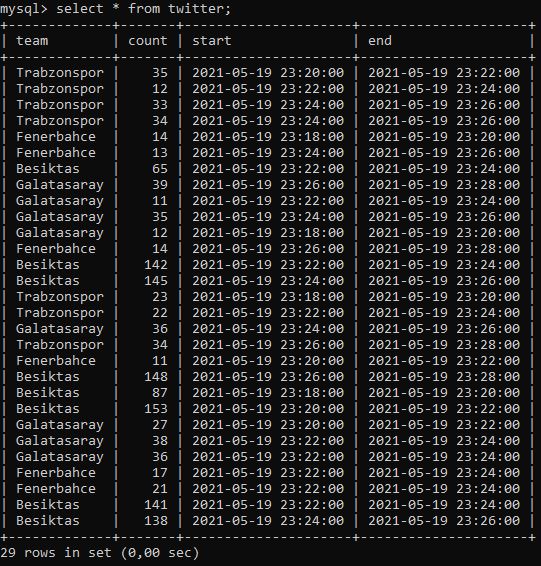 mysql> select * from twitter;
+-------------+-------+---------------------+---------------------+
| team        | count | start               | end                 |
+-------------+-------+---------------------+---------------------+
| Trabzonspor |    35 | 2021-05-19 23:20:00 | 2021-05-19 23:22:00 |
| Trabzonspor |    12 | 2021-05-19 23:22:00 | 2021-05-19 23:24:00 |
| Trabzonspor |    33 | 2021-05-19 23:24:00 | 2021-05-19 23:26:00 |
| Trabzonspor |    34 | 2021-05-19 23:24:00 | 2021-05-19 23:26:00 |
| Fenerbahce  |    14 | 2021-05-19 23:18:00 | 2021-05-19 23:20:00 |
| Fenerbahce  |    13 | 2021-05-19 23:24:00 | 2021-05-19 23:26:00 |
| Besiktas    |    65 | 2021-05-19 23:22:00 | 2021-05-19 23:24:00 |
| Galatasaray |    39 | 2021-05-19 23:26:00 | 2021-05-19 23:28:00 |
| Galatasaray |    11 | 2021-05-19 23:22:00 | 2021-05-19 23:24:00 |
| Galatasaray |    35 | 2021-05-19 23:24:00 | 2021-05-19 23:26:00 |
| Galatasaray |    12 | 2021-05-19 23:18:00 | 2021-05-19 23:20:00 |
| Fenerbahce  |    14 | 2021-05-19 23:26:00 | 2021-05-19 23:28:00 |
| Besiktas    |   142 | 2021-05-19 23:22:00 | 2021-05-19 23:24:00 |
| Besiktas    |   145 | 2021-05-19 23:24:00 | 2021-05-19 23:26:00 |
| Trabzonspor |    23 | 2021-05-19 23:18:00 | 2021-05-19 23:20:00 |
| Trabzonspor |    22 | 2021-05-19 23:22:00 | 2021-05-19 23:24:00 |
| Galatasaray |    36 | 2021-05-19 23:24:00 | 2021-05-19 23:26:00 |
| Trabzonspor |    34 | 2021-05-19 23:26:00 | 2021-05-19 23:28:00 |
| Fenerbahce  |    11 | 2021-05-19 23:20:00 | 2021-05-19 23:22:00 |
| Besiktas    |   148 | 2021-05-19 23:26:00 | 2021-05-19 23:28:00 |
| Besiktas    |    87 | 2021-05-19 23:18:00 | 2021-05-19 23:20:00 |
| Besiktas    |   153 | 2021-05-19 23:20:00 | 2021-05-19 23:22:00 |
| Galatasaray |    27 | 2021-05-19 23:20:00 | 2021-05-19 23:22:00 |
| Galatasaray |    38 | 2021-05-19 23:22:00 | 2021-05-19 23:24:00 |
| Galatasaray |    36 | 2021-05-19 23:22:00 | 2021-05-19 23:24:00 |
| Fenerbahce  |    17 | 2021-05-19 23:22:00 | 2021-05-19 23:24:00 |
| Fenerbahce  |    21 | 2021-05-19 23:22:00 | 2021-05-19 23:24:00 |
| Besiktas    |   141 | 2021-05-19 23:22:00 | 2021-05-19 23:24:00 |
| Besiktas    |   138 | 2021-05-19 23:24:00 | 2021-05-19 23:26:00 |
+-------------+-------+---------------------+---------------------+
29 rows in set (0,00 sec)